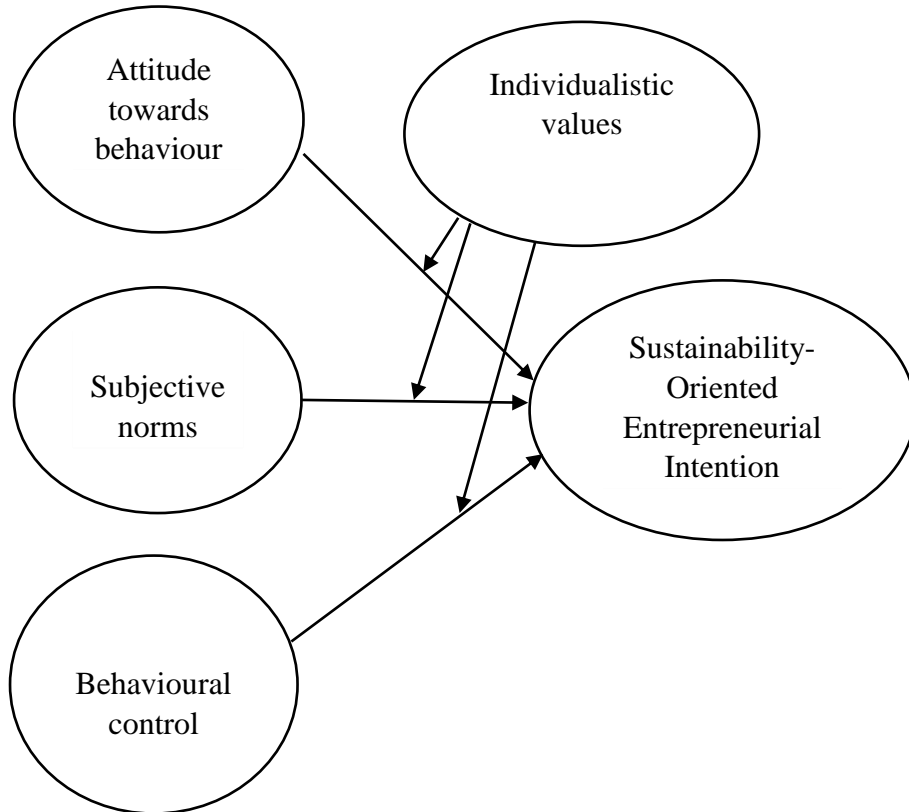 Attitude
towards
behaviour
Individualistic
values
Subjective
norms
Sustainability-
Oriented
Entrepreneurial
Intention
Behavioural
control